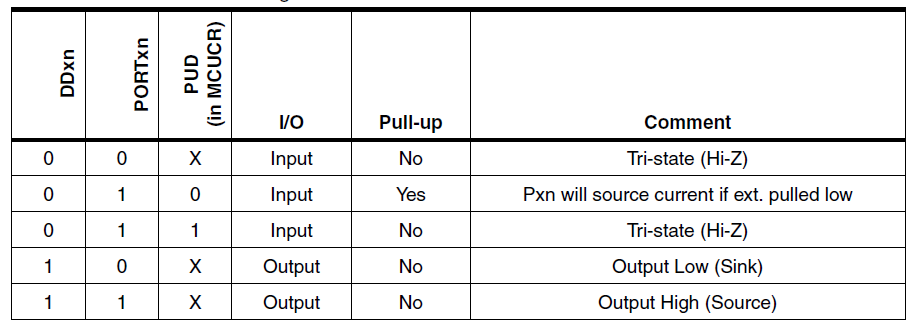 DDxn PORTxn PUD (in MCUCR) I/O Pull-up Comment
0 0 X Input No Tri-state (Hi-Z)
0 1 0 Input Yes Pxn will source current if ext. pulled low
0 1 1 Input No Tri-state (Hi-Z)
1 0 X Output No Output Low (Sink)
1 1 X Output No Output High (Source)